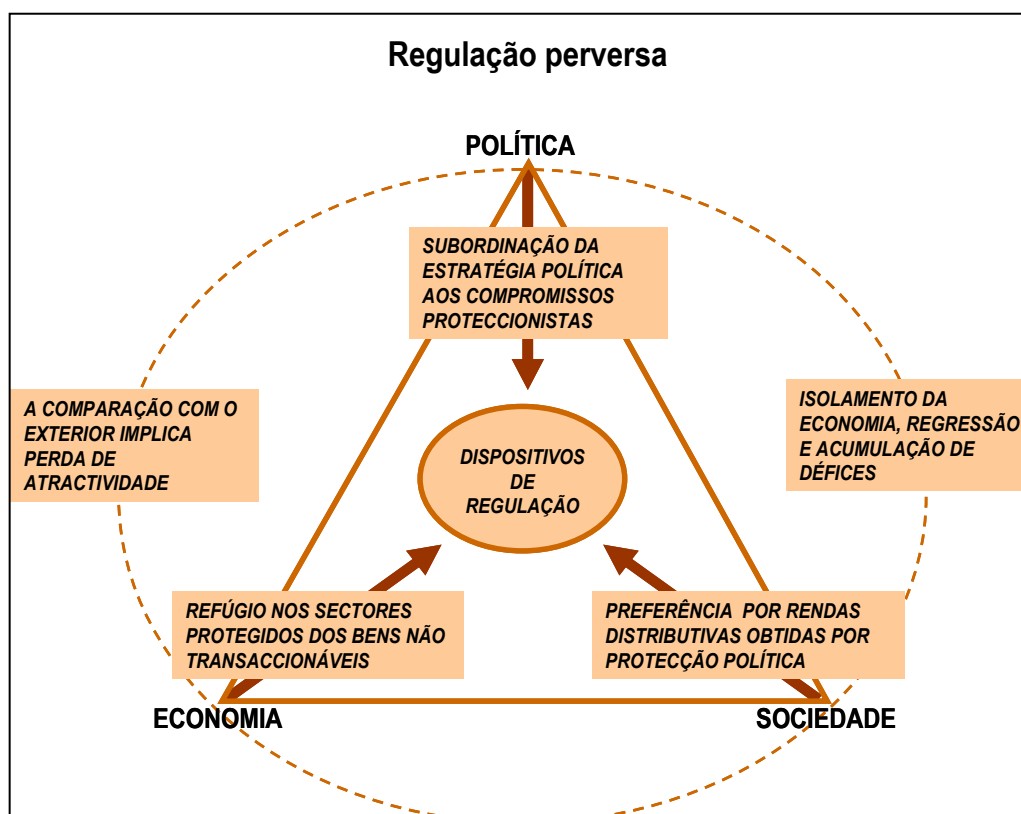 Regulação perversa
POLÍTICA
SUBORDINAÇÃO DA
ESTRATÉGIA POLÍTICA
AOS COMPROMISSOS
PROTECCIONISTAS
A COMPARAÇÃO COM O
EXTERIOR IMPLICA
PERDA DE
ATRACTIVIDADE
ISOLAMENTO DA
ECONOMIA, REGRESSÃO
E ACUMULAÇÃO DE
DÉFICES
DISPOSITIVOS
DE
REGULAÇÃO
REFÚGIO NOS SECTORES
PROTEGIDOS DOS BENS NÃO
TRANSACCIONÁVEIS
PREFERÊNCIA POR RENDAS
DISTRIBUTIVAS OBTIDAS POR
PROTECÇÃO POLÍTICA
ECONOMIA
SOCIEDADE